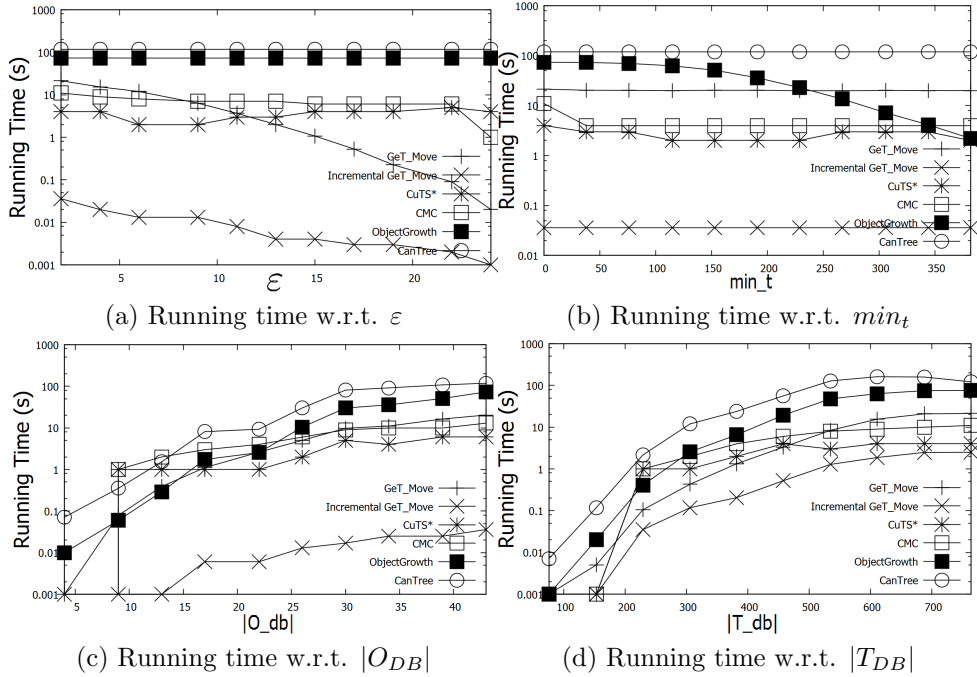 1000
100
10
1
0.1
0.01
0.001
Running Time (s)
5
10
15
20
ε
GeT_Move
Incremental GeT_Move
CuTS*
CMC
ObjectGrowth
CanTree
(a) Running time w.r.t. ε
1000
100
10
1
0.1
0.01
0.001
Running Time (s)
0
50
100
150
200
250
300
350
min_t
GeT_Move
Incremental GeT_Move
CuTS*
CMC
ObjectGrowth
CanTree
(b) Running time w.r.t. min_t
1000
100
10
1
0.1
0.01
0.001
Running Time (s)
5
10
15
20
25
30
35
40
|O_db|
GeT_Move
Incremental GeT_Move
CuTS*
CMC
ObjectGrowth
CanTree
(c) Running time w.r.t. |O_DB|
1000
100
10
1
0.1
0.01
0.001
Running Time (s)
100
200
300
400
500
600
700
|T_db|
GeT_Move
Incremental GeT_Move
CuTS*
CMC
ObjectGrowth
CanTree
(d) Running time w.r.t. |T_DB|